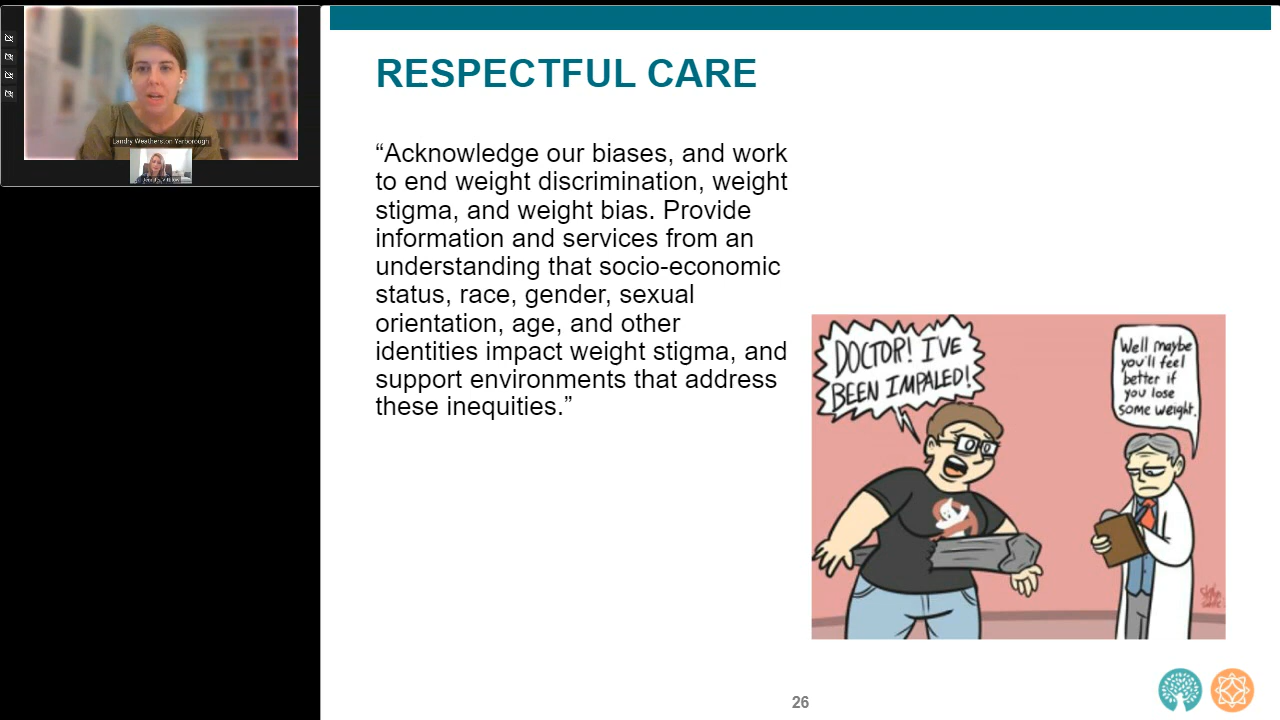 Landry Weatherston Yarborough
RESPECTFUL CARE
“Acknowledge our biases, and work
to end weight discrimination, weight
stigma, and weight bias. Provide
information and services from an
understanding that socio-economic
status, race, gender, sexual
orientation, age, and other
identities impact weight stigma, and
support environments that address
these inequities.”
DOCTOR! I'VE
BEEN IMPALED!
Well maybe
you'll feel
better if
you lose
some weight.
26